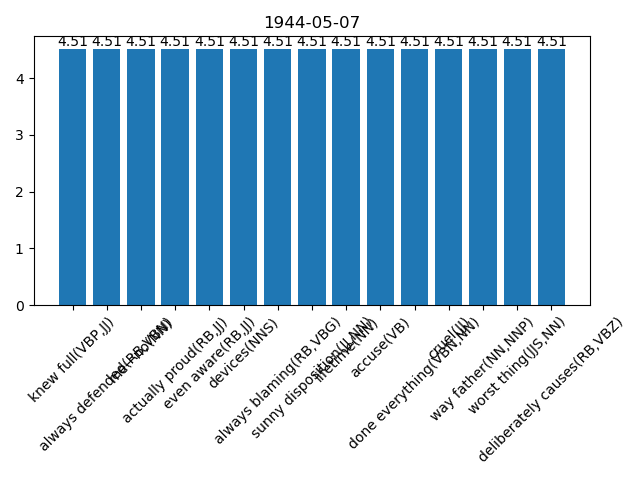 1944-05-07
4.51 4.51 4.51 4.51 4.51 4.51 4.51 4.51 4.51 4.51 4.51 4.51 4.51 4.51 4.51
4
3
2
1
0
knew full(VBP,JJ)
always defended(RB,VBN)
actually proud(RB,JJ)
even aware(RB,JJ)
devices(NNS)
always blaming(RB,VBG)
sunny disposition(JJ,NN)
lifetime(NN)
accuse(VB)
done everything(VBN,NN)
cruel(JJ)
way father(NN,NNP)
worst thing(JJS,NN)
deliberately causes(RB,VBZ)